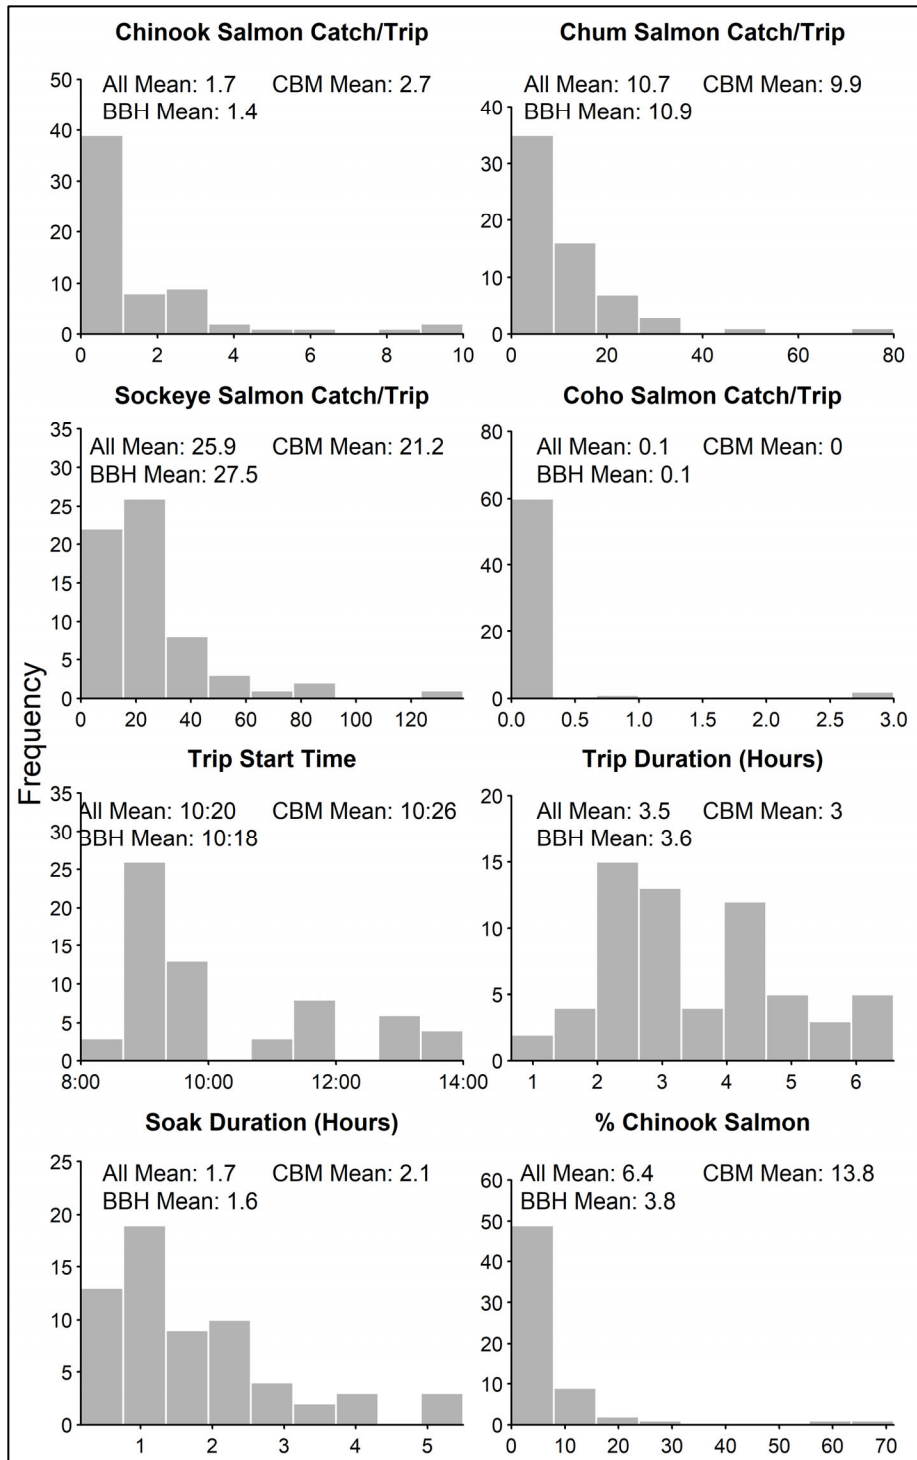 Chinook Salmon Catch/Trip
All Mean: 1.7 CBM Mean: 2.7
BBH Mean: 1.4
50
40
30
20
10
0
0 2 4 6 8 10
Chum Salmon Catch/Trip
All Mean: 10.7 CBM Mean: 9.9
BBH Mean: 10.9
40
30
20
10
0
0 20 40 60 80
Sockeye Salmon Catch/Trip
All Mean: 25.9 CBM Mean: 21.2
BBH Mean: 27.5
35
30
25
20
15
10
5
0
0 20 40 60 80 100 120
Coho Salmon Catch/Trip
All Mean: 0.1 CBM Mean: 0
BBH Mean: 0.1
80
60
40
20
0
0.0 0.5 1.0 1.5 2.0 2.5 3.0
Frequency
Trip Start Time
All Mean: 10:20 CBM Mean: 10:26
BBH Mean: 10:18
35
30
25
20
15
10
5
0
8:00 10:00 12:00 14:00
Trip Duration (Hours)
All Mean: 3.5 CBM Mean: 3
BBH Mean: 3.6
20
15
10
5
0
1 2 3 4 5 6
Soak Duration (Hours)
All Mean: 1.7 CBM Mean: 2.1
BBH Mean: 1.6
25
20
15
10
5
0
1 2 3 4 5
% Chinook Salmon
All Mean: 6.4 CBM Mean: 13.8
BBH Mean: 3.8
60
50
40
30
20
10
0
0 10 20 30 40 50 60 70